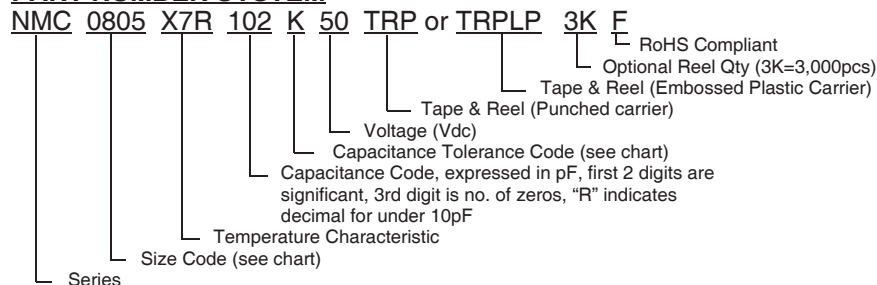 NMC 0805 X7R 102 K 50 TRP or TRPLP 3K F
RoHS Compliant
Optional Reel Qty (3K=3,000pcs)
Tape & Reel (Embossed Plastic Carrier)
Tape & Reel (Punched carrier)
Voltage (Vdc)
Capacitance Tolerance Code (see chart)
Capacitance Code, expressed in pF, first 2 digits are
significant, 3rd digit is no. of zeros, “R” indicates
decimal for under 10pF
Temperature Characteristic
Size Code (see chart)
Series